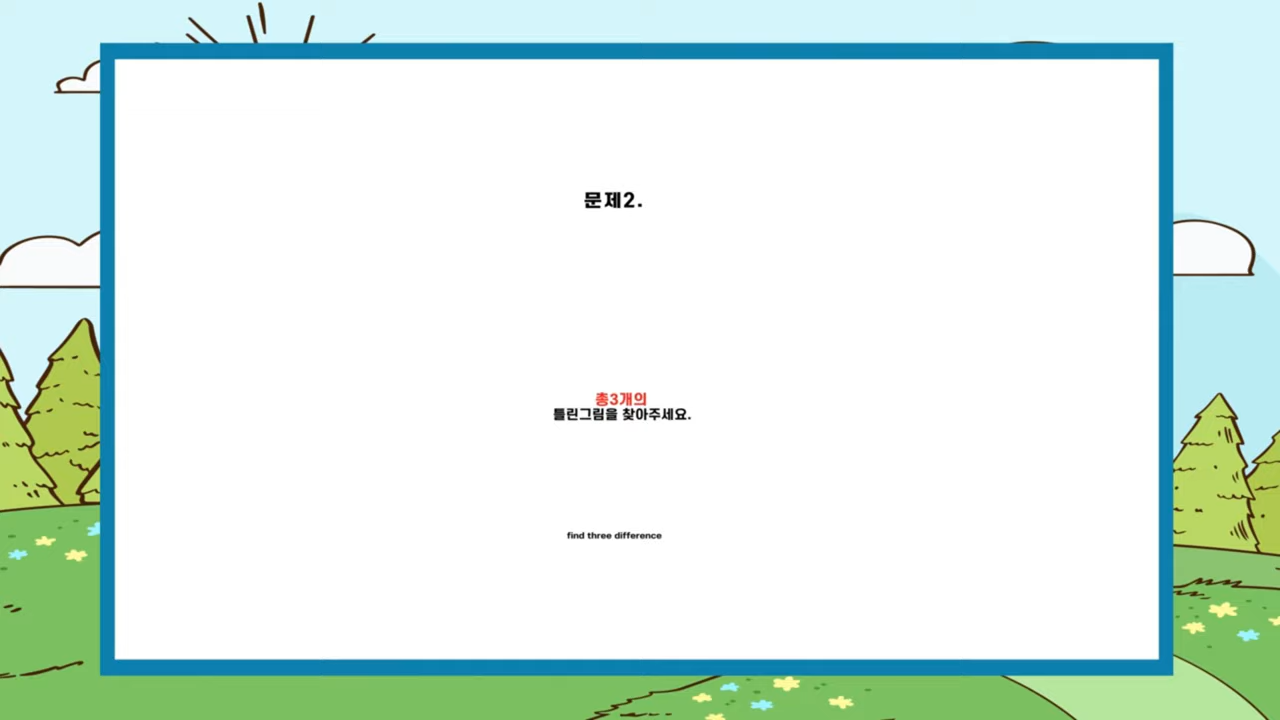 문제2.
총3개의
틀린그림을 찾아주세요.
find three difference